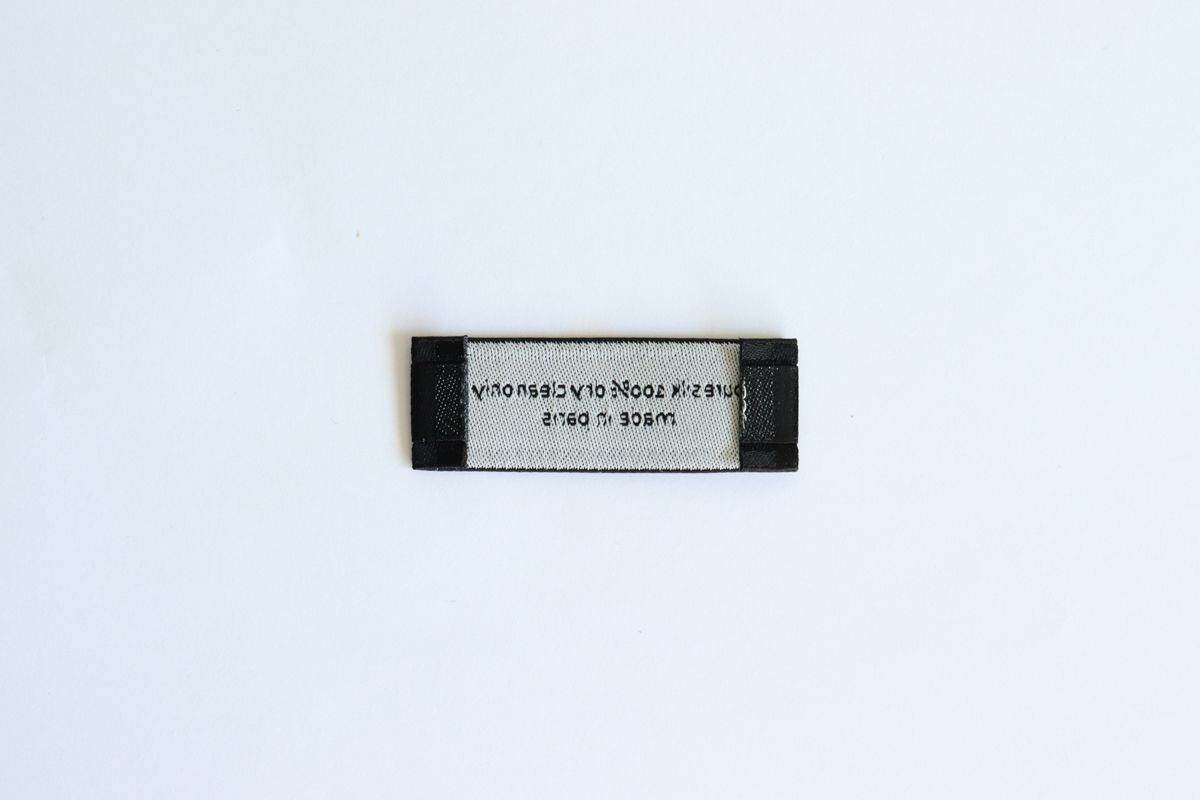 pure silk 100% dry clean only
made in paris